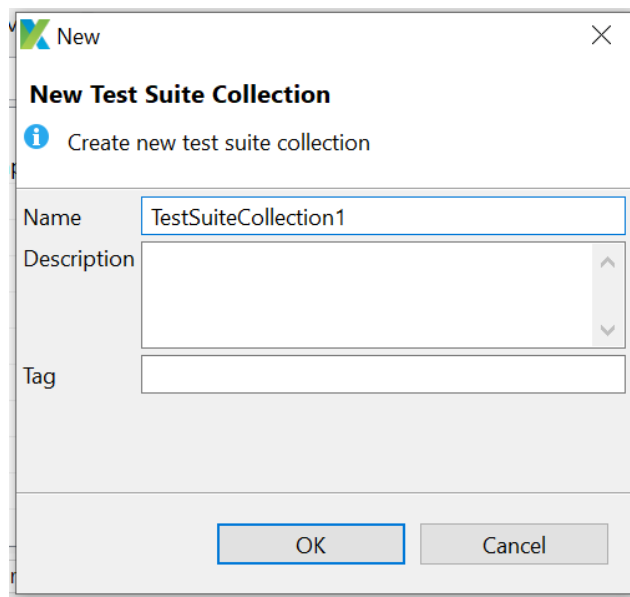 New
New Test Suite Collection
Create new test suite collection
Name TestSuiteCollection1
Description
Tag
OK Cancel